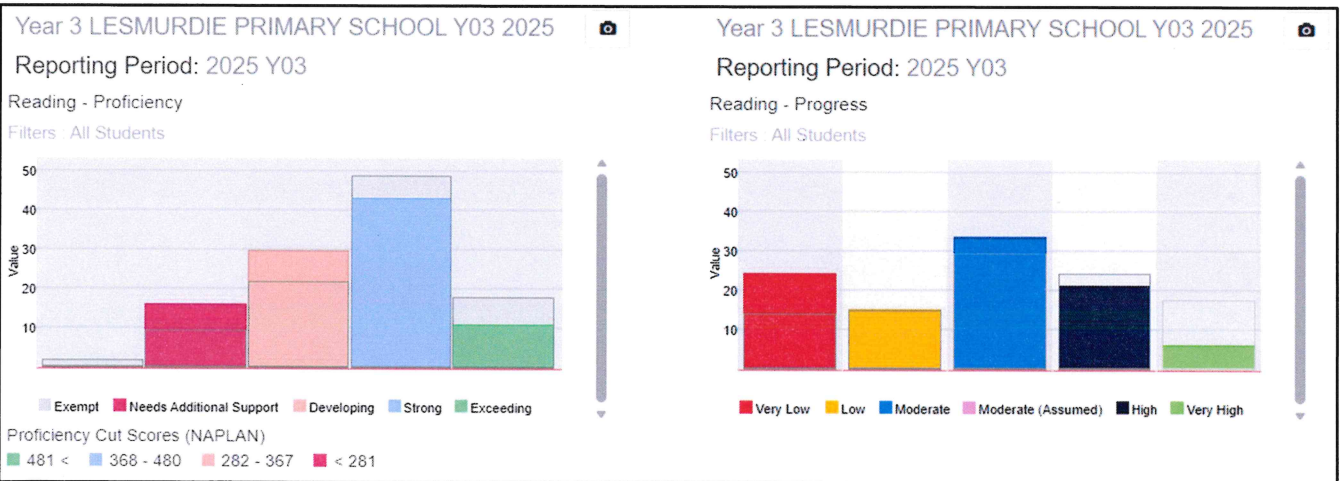 Year 3 LESMURDIE PRIMARY SCHOOL Y03 2025
Reporting Period: 2025 Y03
Reading - Proficiency
Filters : All Students
50
40
30
20
10
Value
Exempt Needs Additional Support Developing Strong Exceeding
Proficiency Cut Scores (NAPLAN)
481 < 368 - 480 282 - 367 < 281
Year 3 LESMURDIE PRIMARY SCHOOL Y03 2025
Reporting Period: 2025 Y03
Reading - Progress
Filters : All Students
50
40
30
20
10
Value
Very Low Low Moderate Moderate (Assumed) High Very High